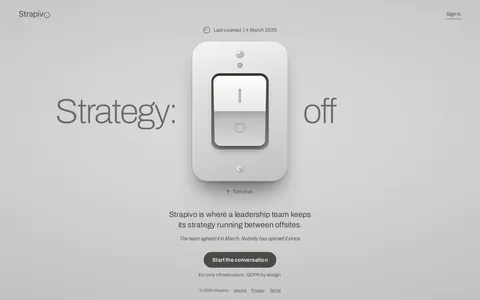 Strapivo
Sign in
Last opened 14 March 2026
Strategy:
off
Turn it on.
Strapivo is where a leadership team keeps
its strategy running between offsites.
The team agreed it in March. Nobody has opened it since.
Start the conversation
EU-only infrastructure. GDPR by design.
© 2026 Strapivo
Imprint
Privacy
Terms